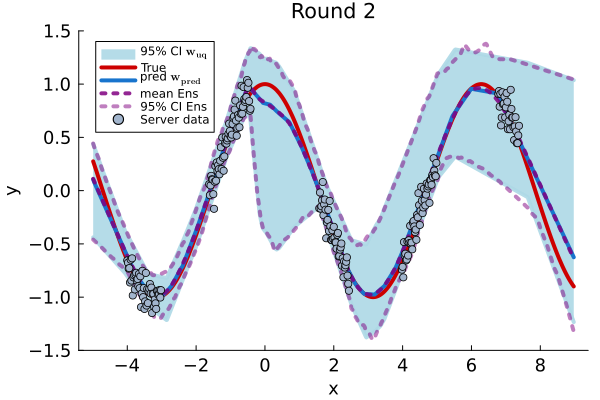 Round 2
1.5
1.0
0.5
0.0
−0.5
−1.0
−1.5
y
95% CI w_uq
True
pred w_pred
mean Ens
95% CI Ens
Server data
−4 −2 0 2 4 6 8
x